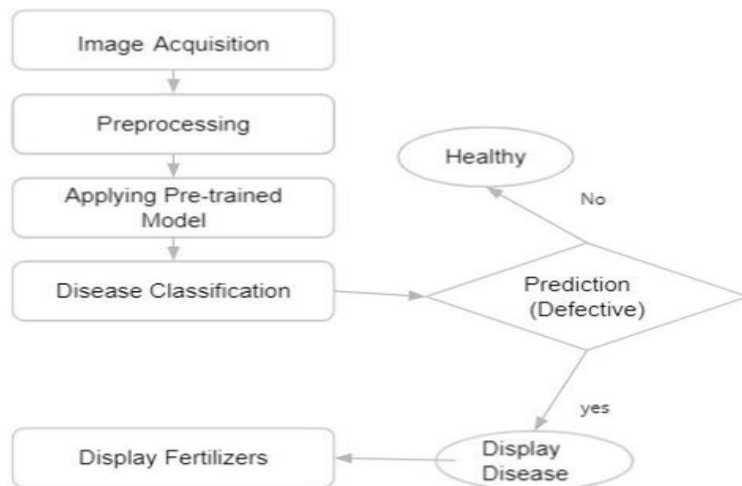 Image Acquisition
Preprocessing
Applying Pre-trained
Model
Disease Classification
Prediction
(Defective)
No
Healthy
yes
Display
Disease
Display Fertilizers